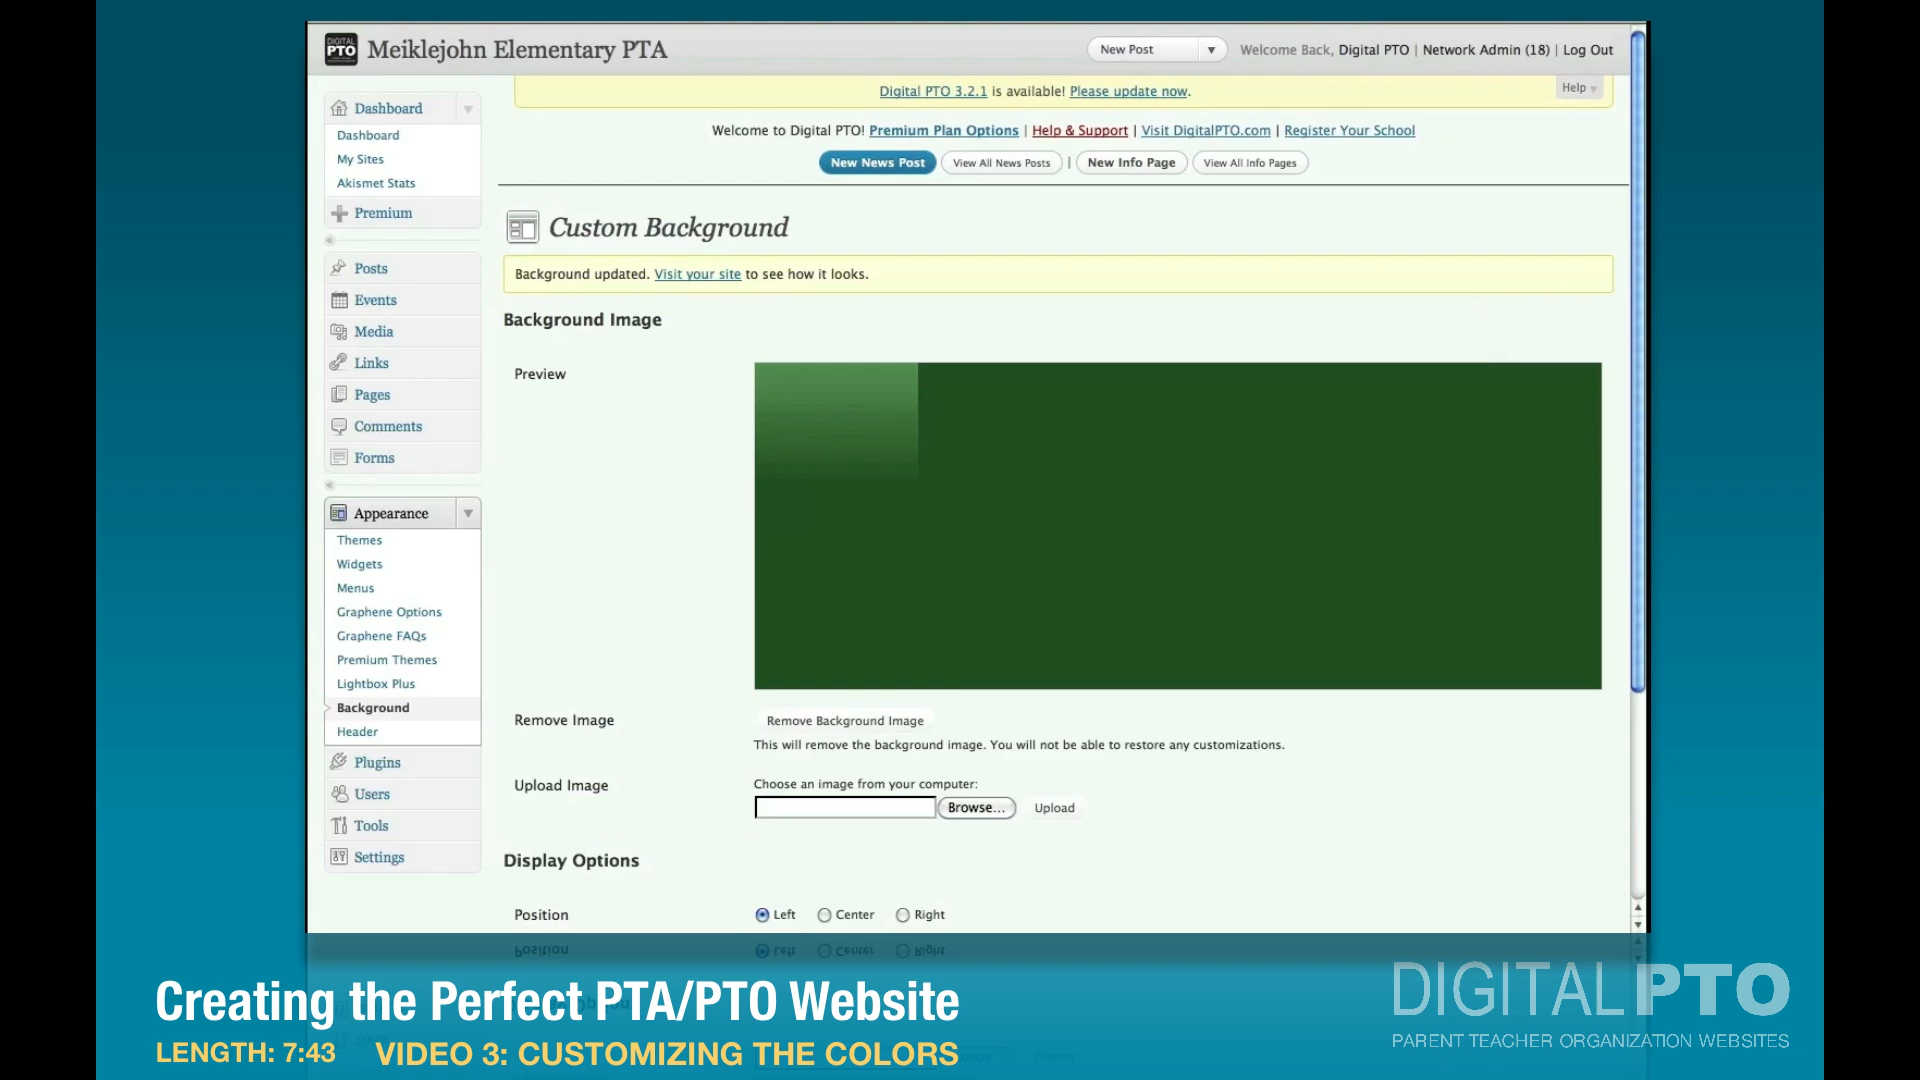 DIGITAL PTO Meiklejohn Elementary PTA New Post Welcome Back, Digital PTO | Network Admin (18) | Log Out
Digital PTO 3.2.1 is available! Please update now. Help
Welcome to Digital PTO! Premium Plan Options | Help & Support | Visit DigitalPTO.com | Register Your School
New News Post View All News Posts | New Info Page View All Info Pages
Dashboard
Dashboard
My Sites
Akismet Stats
Premium
Posts
Events
Media
Links
Pages
Comments
Forms
Appearance
Themes
Widgets
Menus
Graphene Options
Graphene FAQs
Premium Themes
Lightbox Plus
Background
Header
Plugins
Users
Tools
Settings
Custom Background
Background updated. Visit your site to see how it looks.
Background Image
Preview
Remove Image Remove Background Image
This will remove the background image. You will not be able to restore any customizations.
Upload Image Choose an image from your computer:
Browse... Upload
Display Options
Position Left Center Right
Position Left Center Right
Creating the Perfect PTA/PTO Website
LENGTH: 7:43 VIDEO 3: CUSTOMIZING THE COLORS
DIGITALPTO
PARENT TEACHER ORGANIZATION WEBSITES